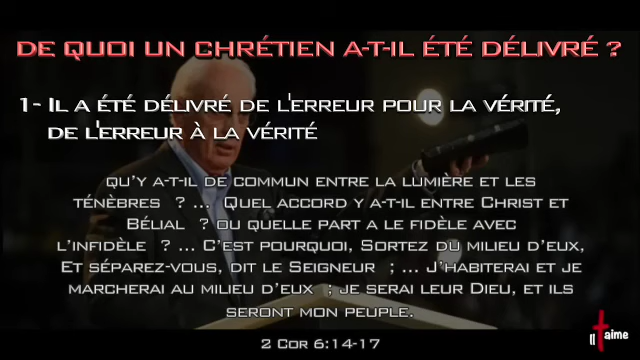 DE QUOI UN CHRÉTIEN A-T-IL ÉTÉ DÉLIVRÉ ?
1- IL A ÉTÉ DÉLIVRÉ DE L'ERREUR POUR LA VÉRITÉ,
DE L'ERREUR À LA VÉRITÉ
QU'Y A-T-IL DE COMMUN ENTRE LA LUMIÈRE ET LES
TÉNÈBRES ? ... QUEL ACCORD Y A-T-IL ENTRE CHRIST ET
BÉLIAL ? OU QUELLE PART A LE FIDÈLE AVEC
L'INFIDÈLE ? ... C'EST POURQUOI, SORTEZ DU MILIEU D'EUX,
ET SÉPAREZ-VOUS, DIT LE SEIGNEUR ; ... J'HABITERAI ET JE
MARCHERAI AU MILIEU D'EUX ; JE SERAI LEUR DIEU, ET ILS
SERONT MON PEUPLE.
2 COR 6:14-17
Il t'aime